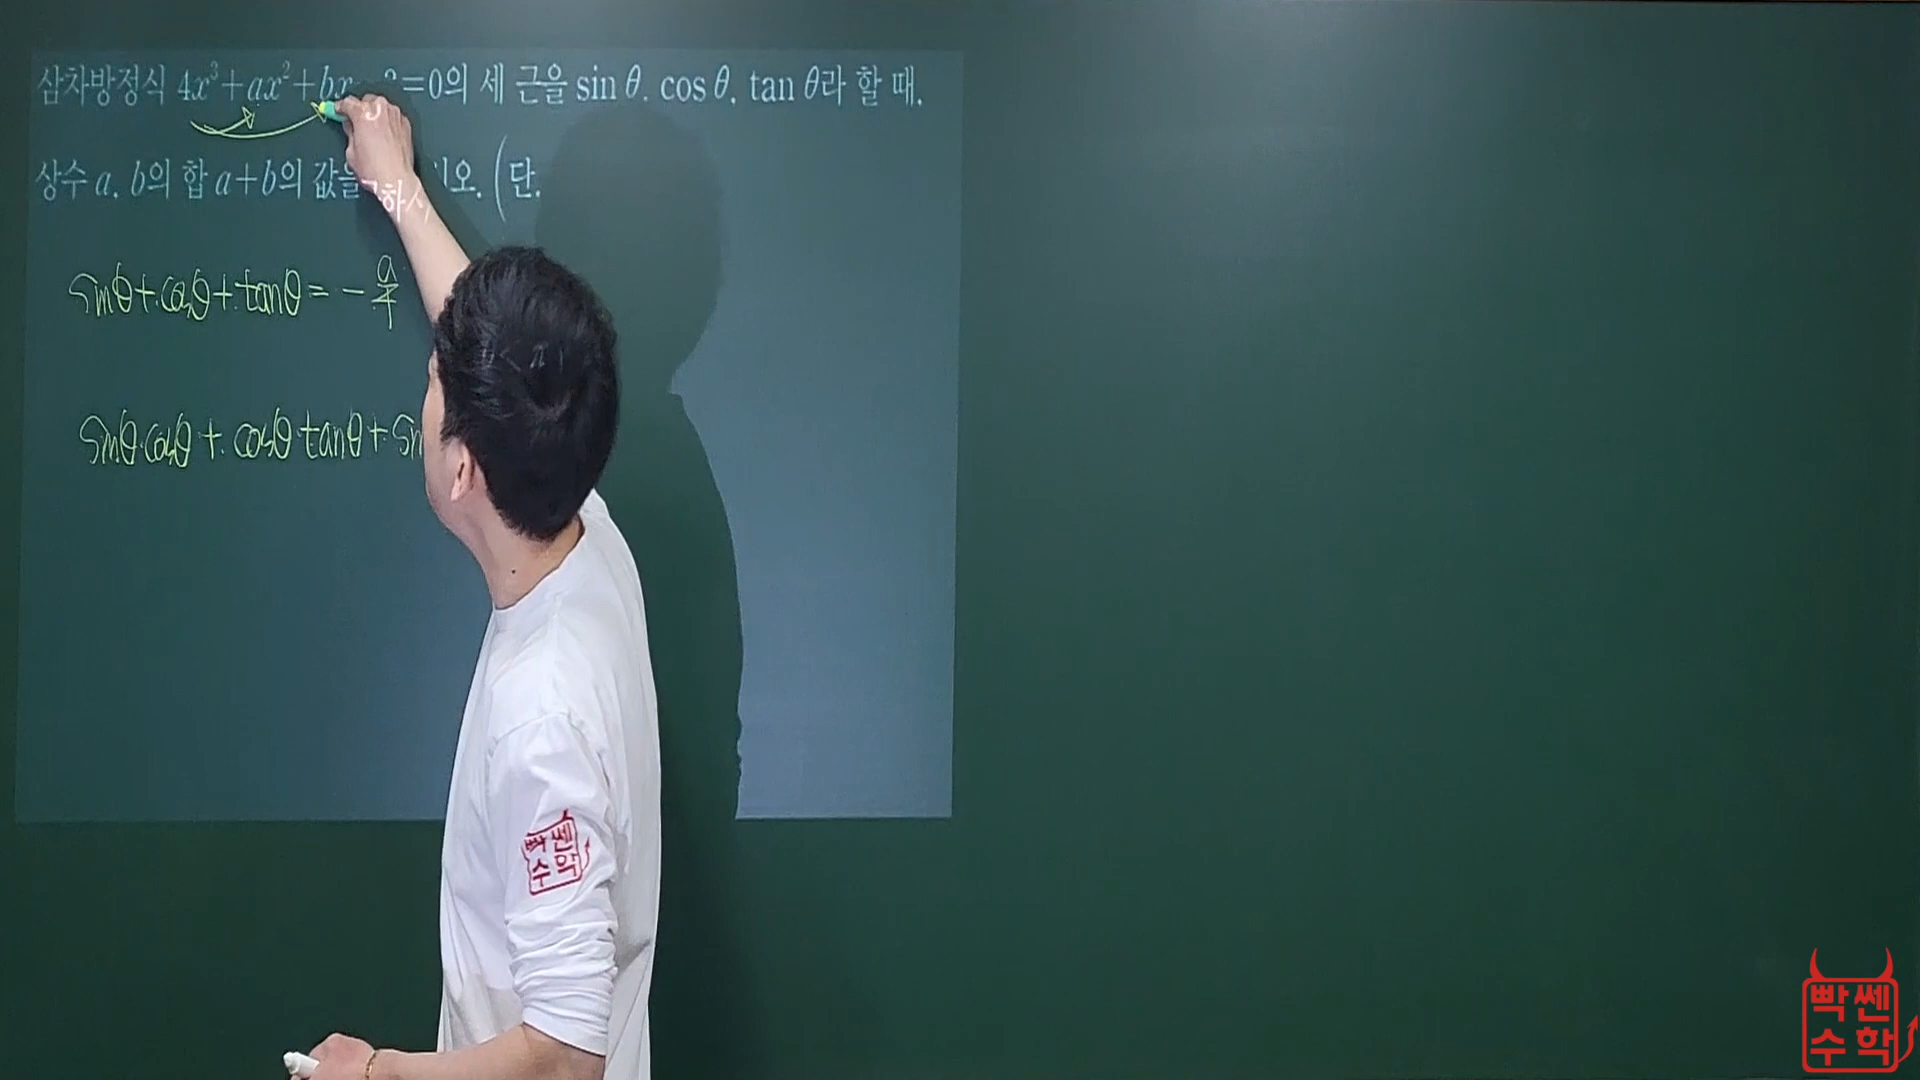 삼차방정식 4x³+ax²+bx =0의 세 근을 sin θ, cos θ, tan θ라 할 때,
상수 a, b의 합 a+b의 값을 구하시오. (단,
sinθ+cosθ+tanθ= -a/4
sinθ·cosθ + cosθ tanθ + sin
빡쎈
수학
빡쎈
수학